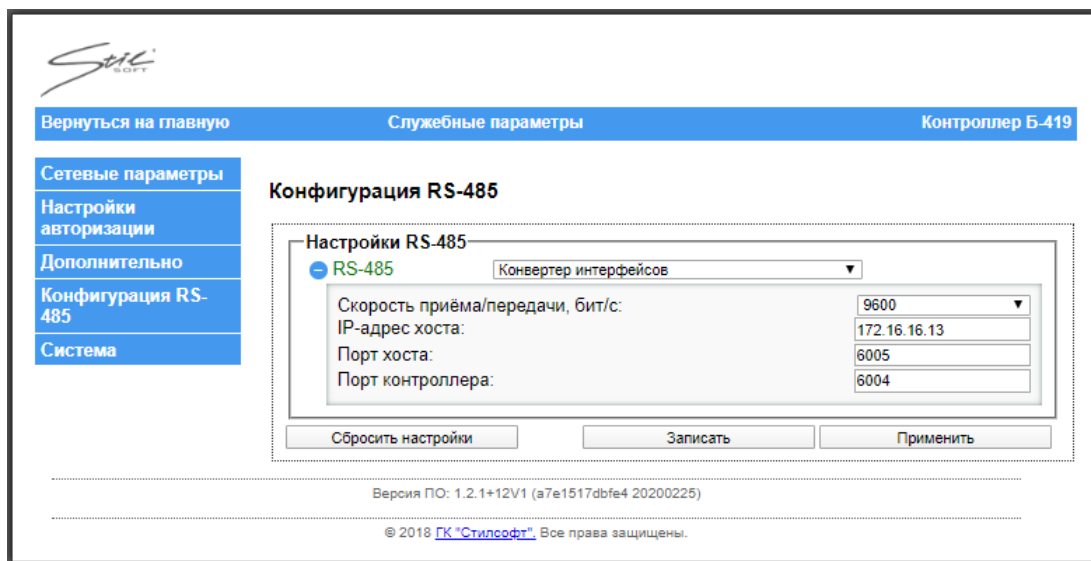 Stil
SOFT
Вернуться на главную Служебные параметры Контроллер Б-419
Сетевые параметры
Настройки
авторизации
Дополнительно
Конфигурация RS-
485
Система
Конфигурация RS-485
Настройки RS-485
RS-485 Конвертер интерфейсов
Скорость приёма/передачи, бит/с: 9600
IP-адрес хоста: 172.16.16.13
Порт хоста: 6005
Порт контроллера: 6004
Сбросить настройки Записать Применить
Версия ПО: 1.2.1+12V1 (a7e1517dbfe4 20200225)
© 2018 ГК "Стилсофт". Все права защищены.